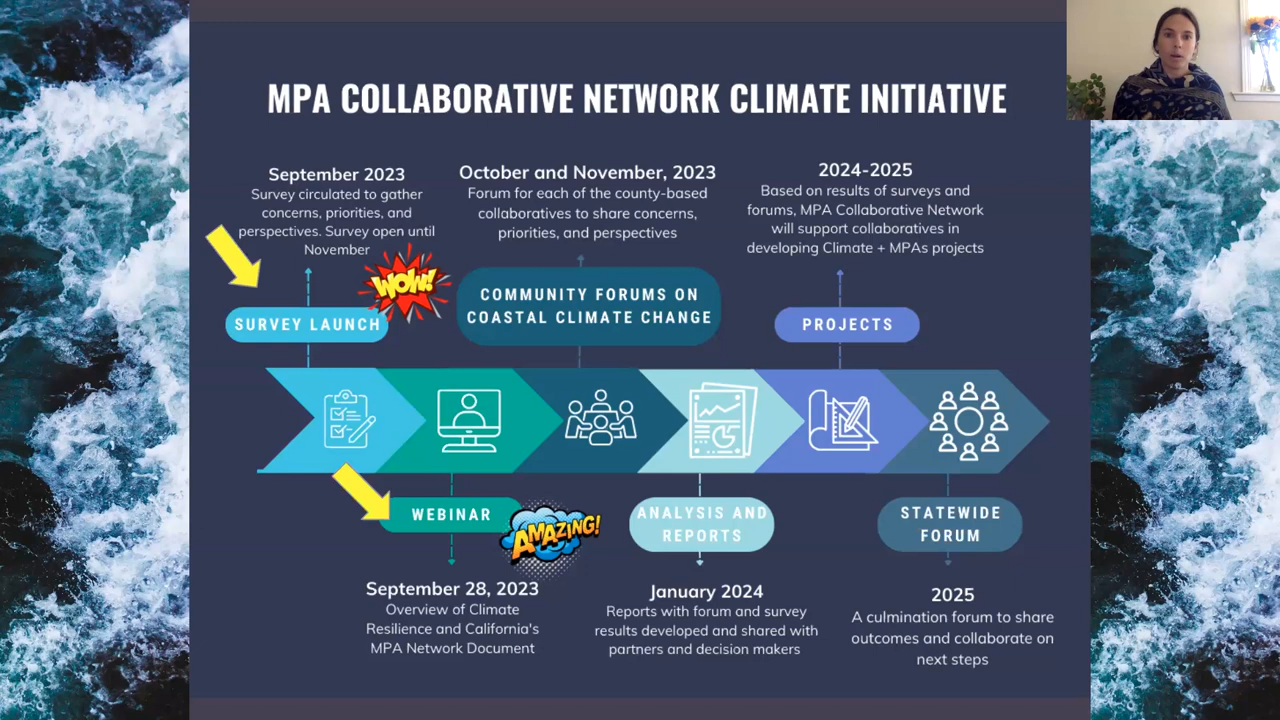 MPA COLLABORATIVE NETWORK CLIMATE INITIATIVE
September 2023
Survey circulated to gather
concerns, priorities, and
perspectives. Survey open until
November
October and November, 2023
Forum for each of the county-based
collaboratives to share concerns,
priorities, and perspectives
2024-2025
Based on results of surveys and
forums, MPA Collaborative Network
will support collaboratives in
developing Climate + MPAs projects
WOW!
SURVEY LAUNCH
COMMUNITY FORUMS ON
COASTAL CLIMATE CHANGE
PROJECTS
WEBINAR
AMAZING!
ANALYSIS AND
REPORTS
STATEWIDE
FORUM
September 28, 2023
Overview of Climate
Resilience and California's
MPA Network Document
January 2024
Reports with forum and survey
results developed and shared with
partners and decision makers
2025
A culmination forum to share
outcomes and collaborate on
next steps